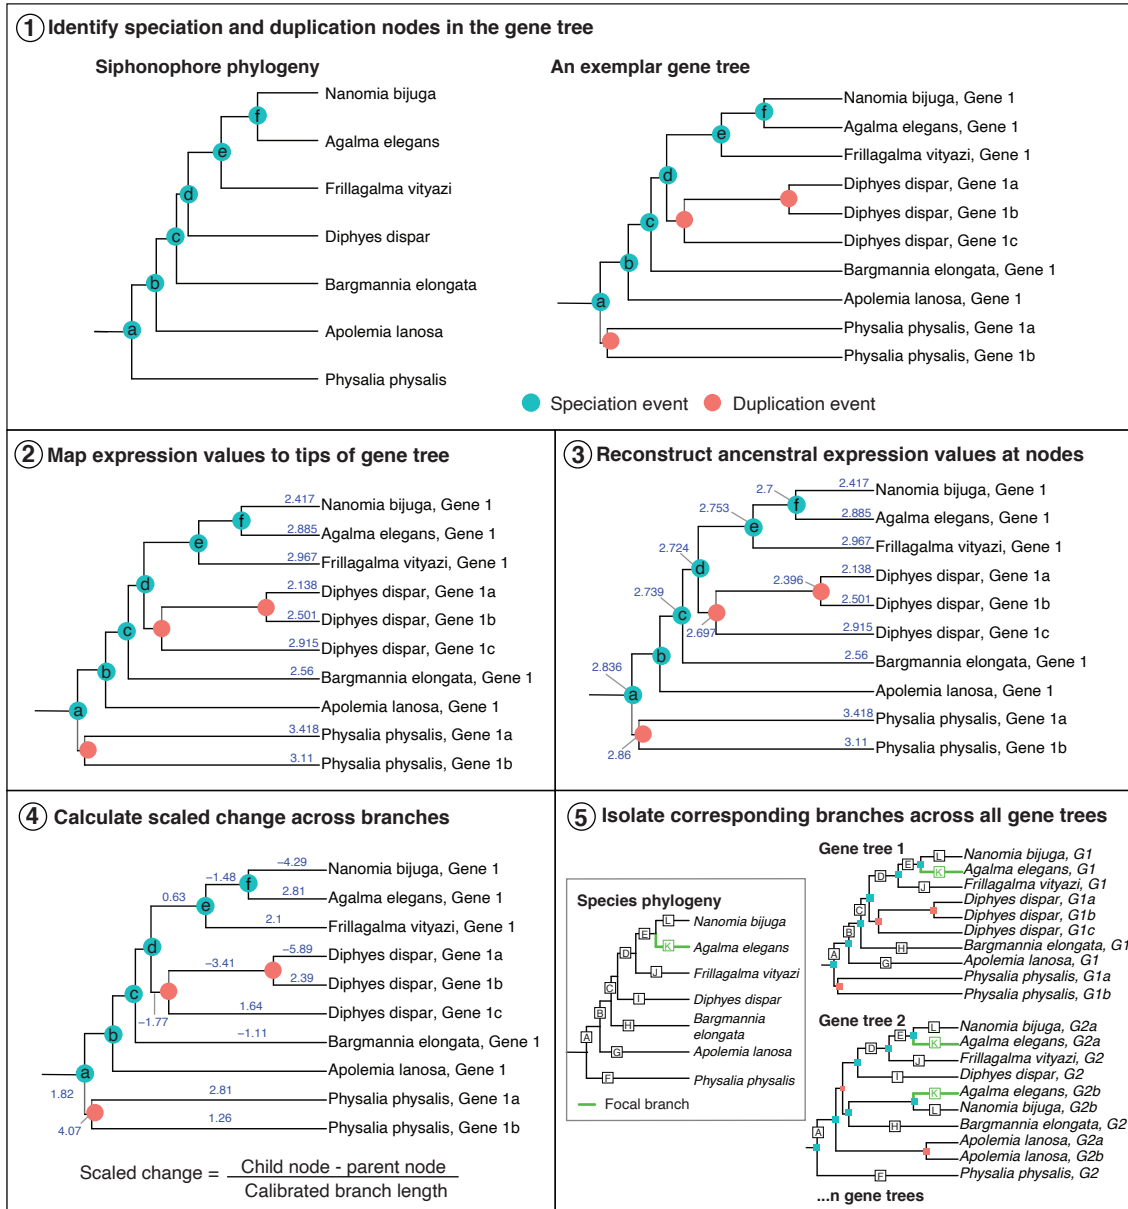 1 Identify speciation and duplication nodes in the gene tree
Siphonophore phylogeny
Nanomia bijuga
f
Agalma elegans
e
Frillagalma vityazi
d
Diphyes dispar
c
Bargmannia elongata
b
Apolemia lanosa
a
Physalia physalis
An exemplar gene tree
Nanomia bijuga, Gene 1
f
Agalma elegans, Gene 1
e
Frillagalma vityazi, Gene 1
d
Diphyes dispar, Gene 1a
Diphyes dispar, Gene 1b
c
Diphyes dispar, Gene 1c
b
Bargmannia elongata, Gene 1
a
Apolemia lanosa, Gene 1
Physalia physalis, Gene 1a
Physalia physalis, Gene 1b
Speciation event
Duplication event
2 Map expression values to tips of gene tree
2.417 Nanomia bijuga, Gene 1
f
2.885 Agalma elegans, Gene 1
e
2.967 Frillagalma vityazi, Gene 1
d
2.138 Diphyes dispar, Gene 1a
2.501 Diphyes dispar, Gene 1b
c
2.915 Diphyes dispar, Gene 1c
b
2.56 Bargmannia elongata, Gene 1
Apolemia lanosa, Gene 1
a
3.418 Physalia physalis, Gene 1a
3.11 Physalia physalis, Gene 1b
3 Reconstruct ancenstral expression values at nodes
2.7 2.417 Nanomia bijuga, Gene 1
f
2.753 2.885 Agalma elegans, Gene 1
e
2.967 Frillagalma vityazi, Gene 1
2.724
d
2.396 2.138 Diphyes dispar, Gene 1a
2.739 2.501 Diphyes dispar, Gene 1b
c
2.697 2.915 Diphyes dispar, Gene 1c
b
2.56 Bargmannia elongata, Gene 1
2.836
a
Apolemia lanosa, Gene 1
3.418 Physalia physalis, Gene 1a
2.86 3.11 Physalia physalis, Gene 1b
4 Calculate scaled change across branches
−4.29 Nanomia bijuga, Gene 1
−1.48 f
0.63 2.81 Agalma elegans, Gene 1
e
2.1 Frillagalma vityazi, Gene 1
d
−5.89 Diphyes dispar, Gene 1a
−3.41 2.39 Diphyes dispar, Gene 1b
c
−1.77 1.64 Diphyes dispar, Gene 1c
b
−1.11 Bargmannia elongata, Gene 1
Apolemia lanosa, Gene 1
a
1.82 2.81 Physalia physalis, Gene 1a
4.07 1.26 Physalia physalis, Gene 1b
Scaled change = Child node - parent node
Calibrated branch length
5 Isolate corresponding branches across all gene trees
Species phylogeny
L Nanomia bijuga
E
K Agalma elegans
D
J Frillagalma vityazi
C
I Diphyes dispar
B
H Bargmannia
elongata
A
G Apolemia lanosa
F Physalia physalis
Focal branch
Gene tree 1
L Nanomia bijuga, G1
E
K Agalma elegans, G1
D
J Frillagalma vityazi, G1
Diphyes dispar, G1a
C
Diphyes dispar, G1b
B
Diphyes dispar, G1c
A
H Bargmannia elongata, G1
G Apolemia lanosa, G1
Physalia physalis, G1a
Physalia physalis, G1b
Gene tree 2
L Nanomia bijuga, G2a
E
K Agalma elegans, G2a
D
J Frillagalma vityazi, G2
I Diphyes dispar, G2
K Agalma elegans, G2b
L Nanomia bijuga, G2b
H Bargmannia elongata, G2
A
Apolemia lanosa, G2a
Apolemia lanosa, G2b
F Physalia physalis, G2
...n gene trees